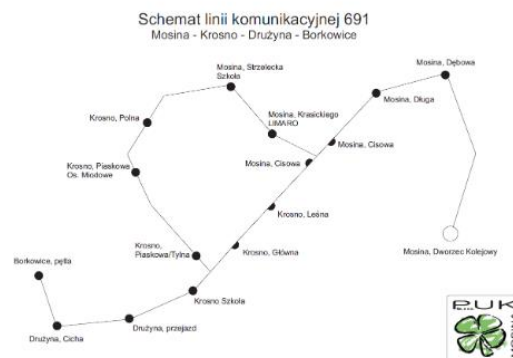 Schemat linii komunikacyjnej 691
Mosina - Krosno - Drużyna - Borkowice
Mosina, Dębowa
Mosina, Strzelecka
Szkoła
Mosina, Długa
Krosno, Polna
Mosina, Krasickiego
LIMARO
Mosina, Cisowa
Mosina, Cisowa
Krosno, Piaskowa
Os. Miodowe
Krosno, Leśna
Krosno,
Piaskowa/Tylna
Krosno, Główna
Mosina, Dworzec Kolejowy
Borkowice, pętla
Krosno Szkoła
Drużyna, przejazd
Drużyna, Cicha
PUK
MOSINA